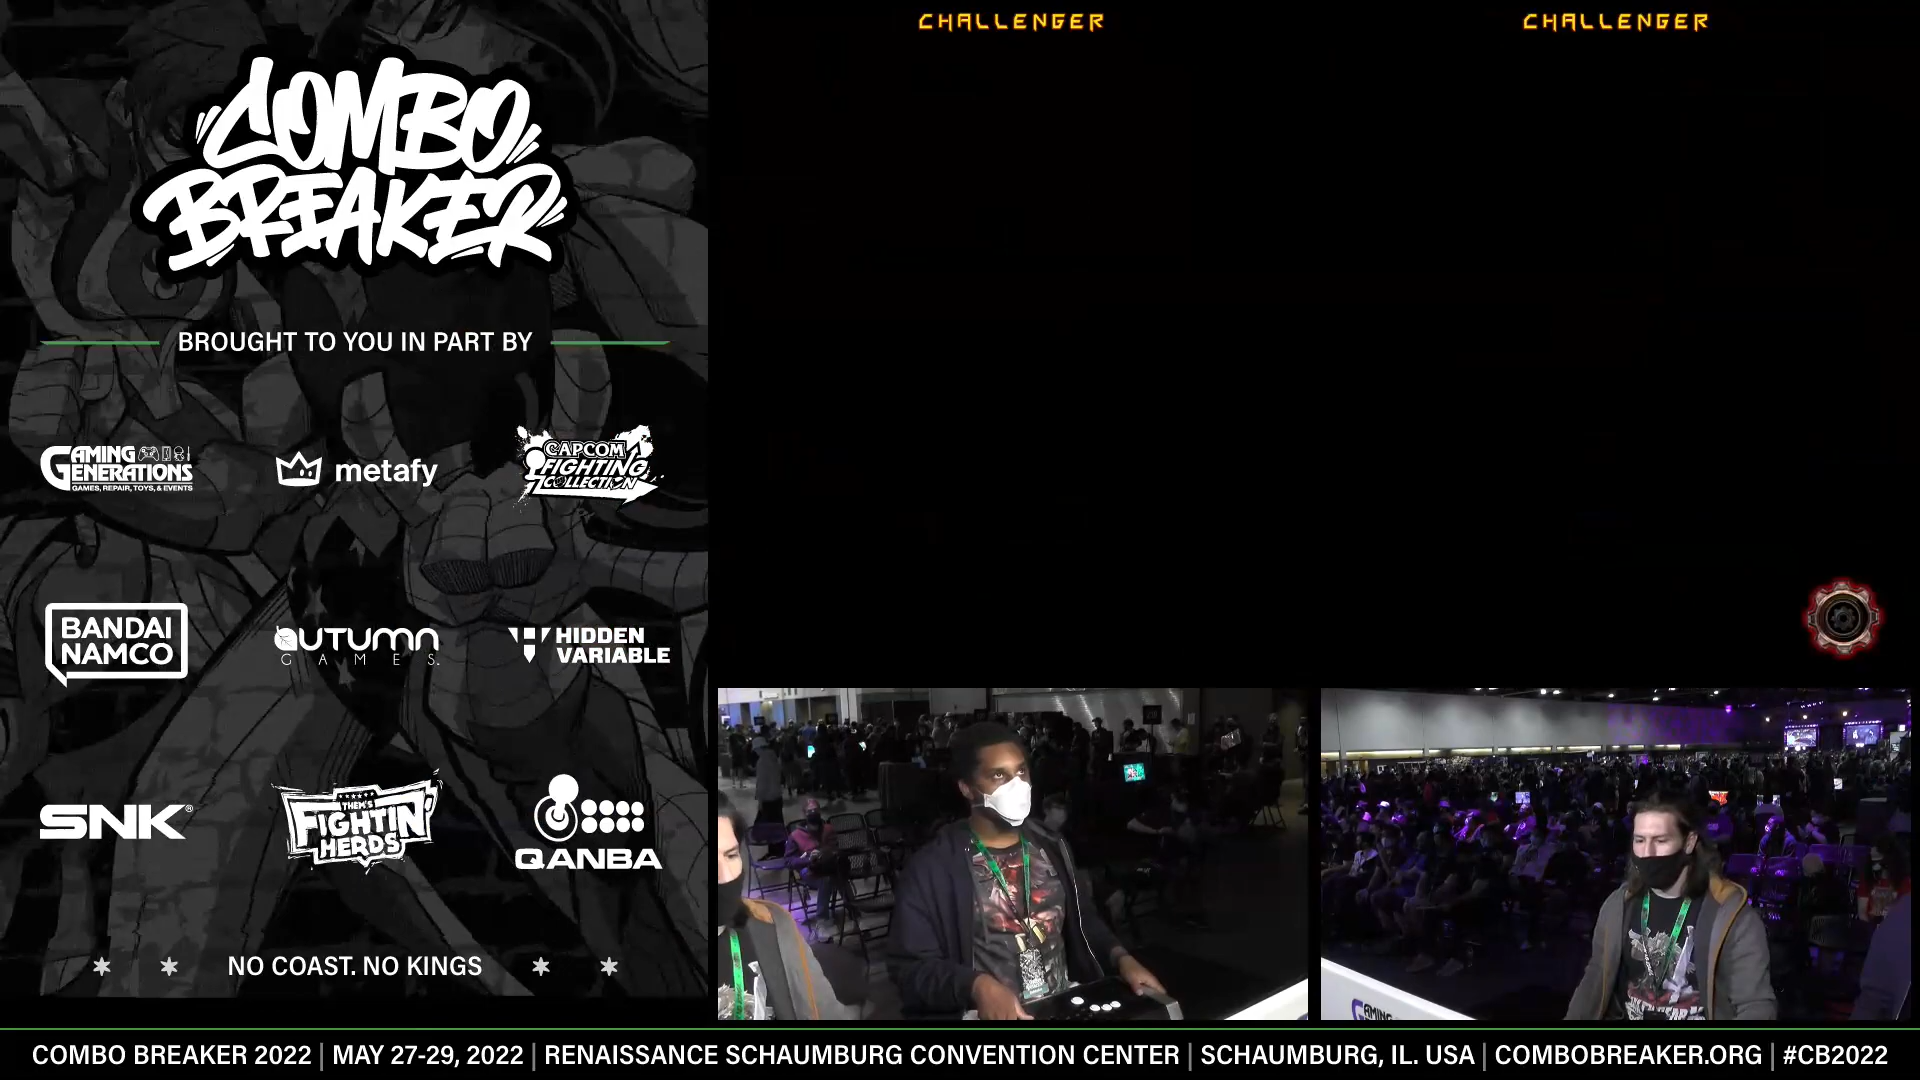 CHALLENGER CHALLENGER
COMBO
BREAKER
BROUGHT TO YOU IN PART BY
GAMING
GENERATIONS
GAMES, REPAIR, TOYS, & EVENTS
metafy
CAPCOM
FIGHTING
COLLECTION
BANDAI
NAMCO
AUTUMN
GAMES.
HIDDEN
VARIABLE
SNK®
THEM'S
FIGHTIN'
HERDS
QANBA
NO COAST. NO KINGS
GAMING
COMBO BREAKER 2022 | MAY 27-29, 2022 | RENAISSANCE SCHAUMBURG CONVENTION CENTER | SCHAUMBURG, IL. USA | COMBOBREAKER.ORG | #CB2022